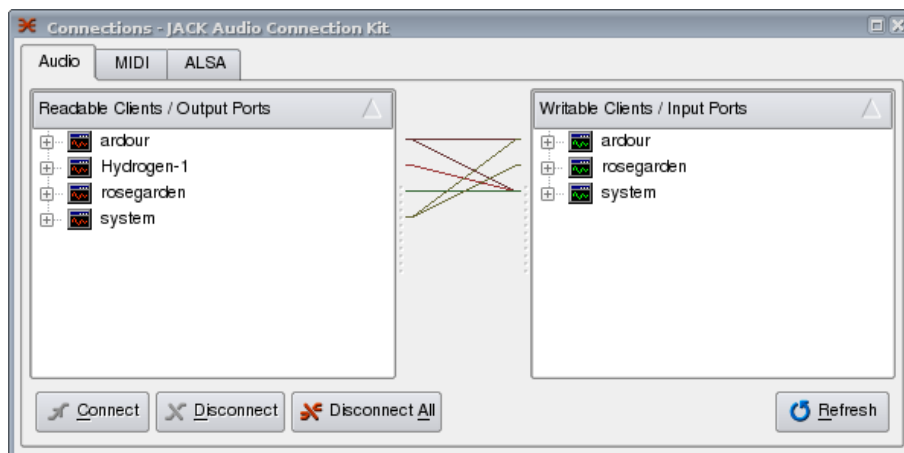 Connections - JACK Audio Connection Kit
Audio MIDI ALSA
Readable Clients / Output Ports
ardour
Hydrogen-1
rosegarden
system
Writable Clients / Input Ports
ardour
rosegarden
system
Connect Disconnect Disconnect All Refresh